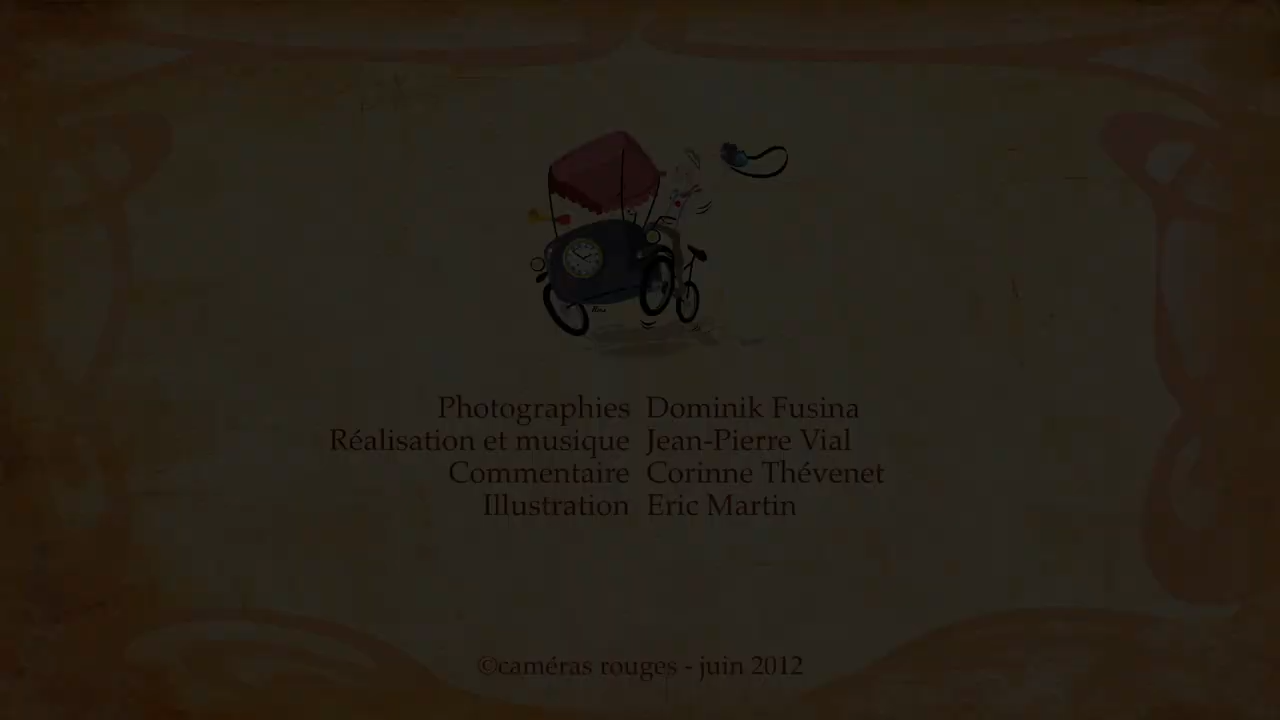 Photographies Dominik Fusina
Réalisation et musique Jean-Pierre Vial
Commentaire Corinne Thévenet
Illustration Eric Martin
©caméras rouges - juin 2012